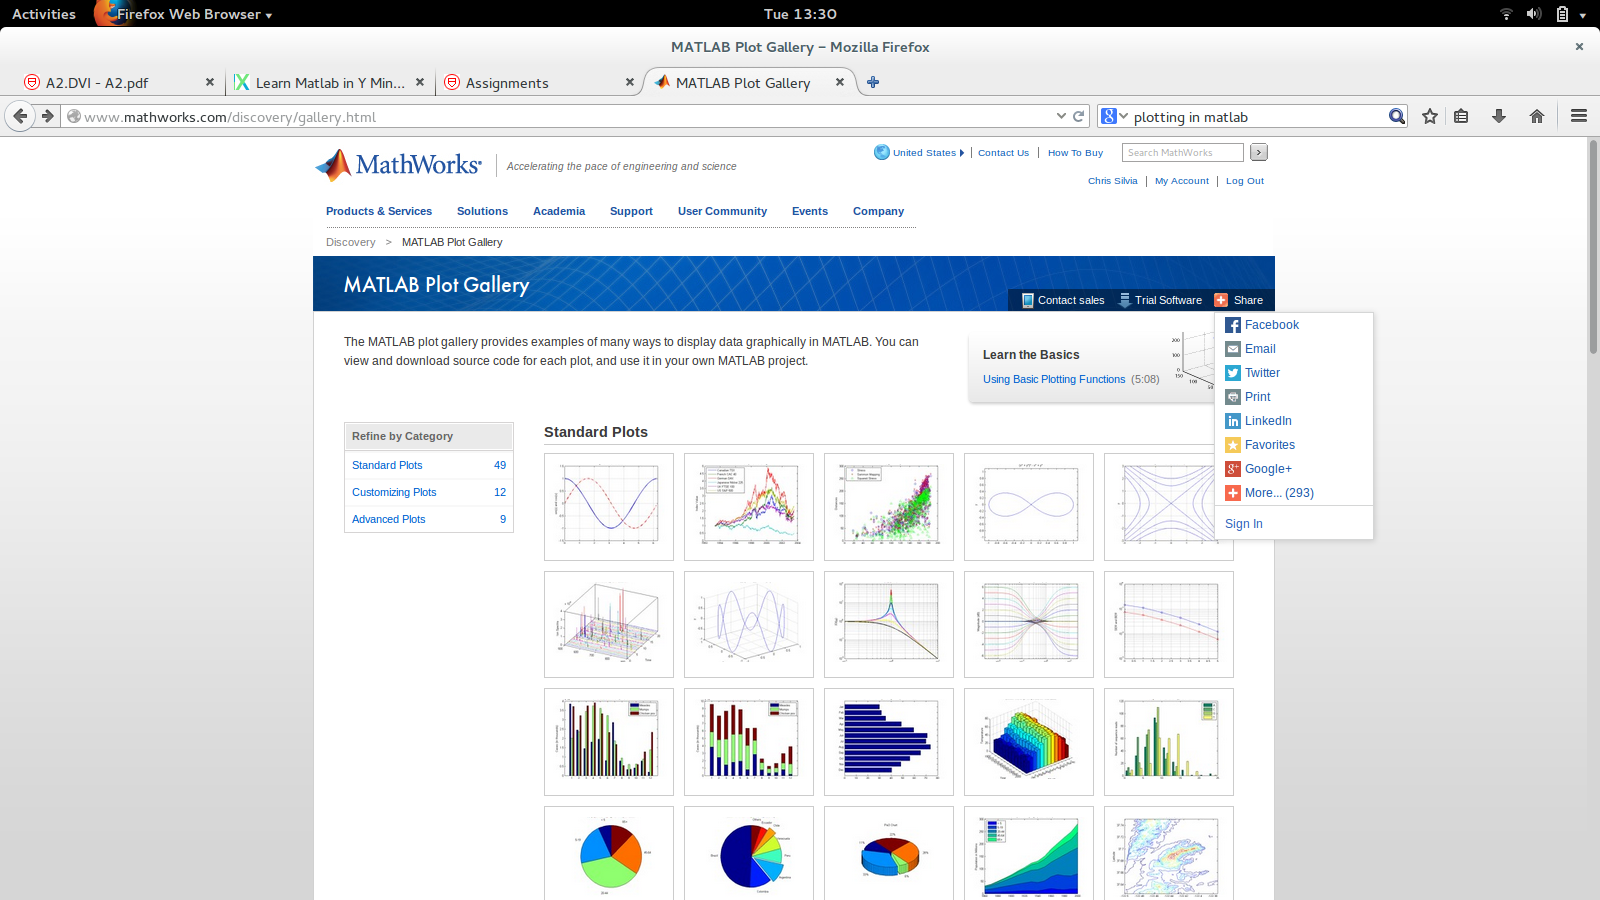 Activities Firefox Web Browser Tue 13:30
MATLAB Plot Gallery - Mozilla Firefox
A2.DVI - A2.pdf Learn Matlab in Y Min... Assignments MATLAB Plot Gallery
www.mathworks.com/discovery/gallery.html plotting in matlab
MathWorks® Accelerating the pace of engineering and science
United States | Contact Us | How To Buy Search MathWorks
Chris Silvia | My Account | Log Out
Products & Services Solutions Academia Support User Community Events Company
Discovery > MATLAB Plot Gallery
MATLAB Plot Gallery
Contact sales Trial Software Share
The MATLAB plot gallery provides examples of many ways to display data graphically in MATLAB. You can
view and download source code for each plot, and use it in your own MATLAB project.
Learn the Basics
Using Basic Plotting Functions (5:08)
Facebook
Email
Twitter
Print
LinkedIn
Favorites
Google+
More... (293)
Sign In
Refine by Category
Standard Plots 49
Customizing Plots 12
Advanced Plots 9
Standard Plots